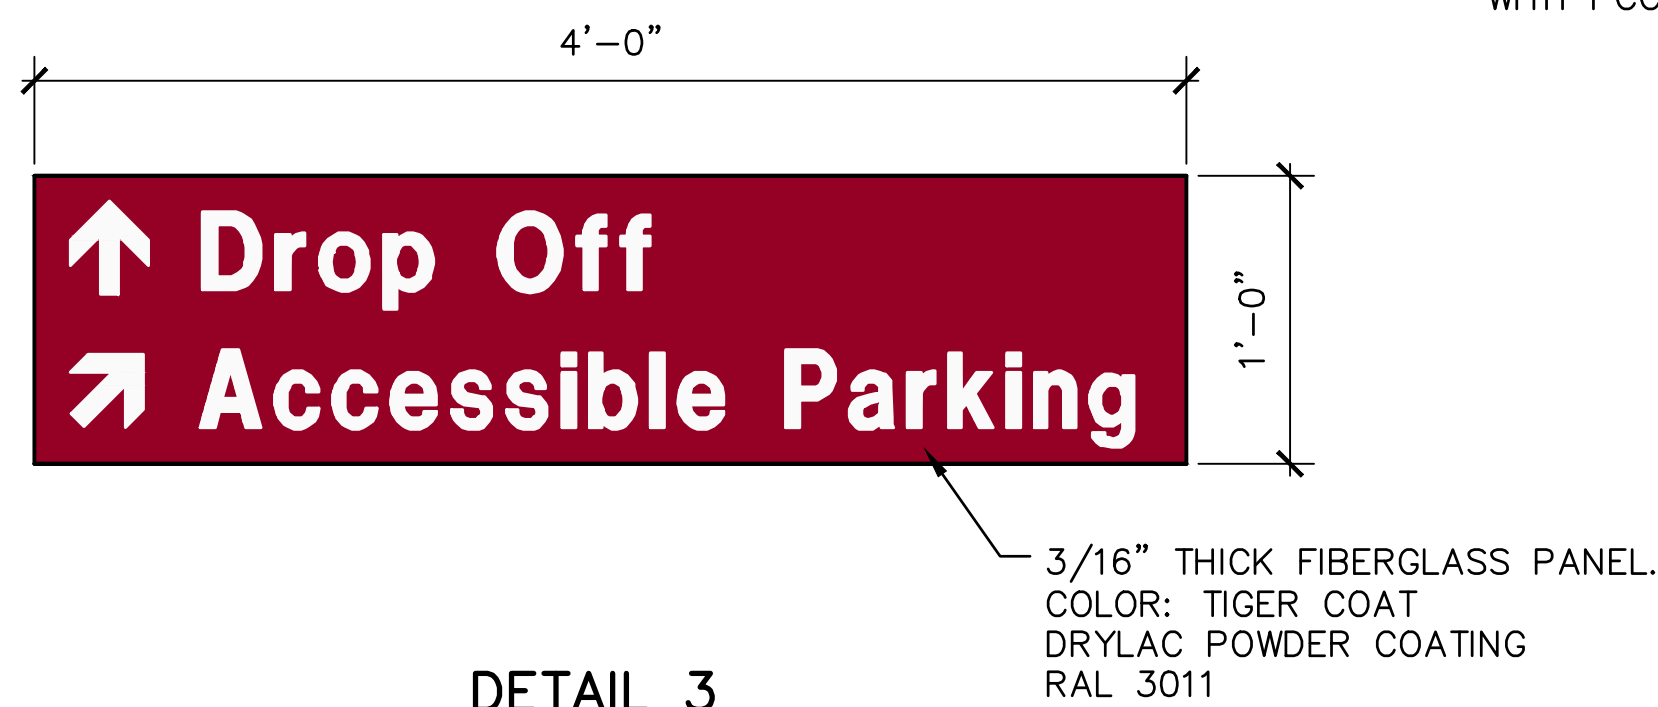 4'-0"
Drop Off
Accessible Parking
1'-0"
3/16" THICK FIBERGLASS PANEL.
COLOR: TIGER COAT
DRYLAC POWDER COATING
RAL 3011
DETAIL 3